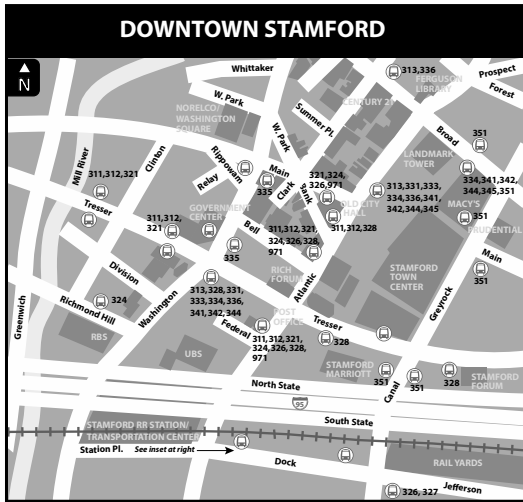 DOWNTOWN STAMFORD
N
Whittaker
313,336
FERGUSON
LIBRARY
Prospect
Forest
W. Park
CENTURY 21
NORELCO/
WASHINGTON
SQUARE
Summer Pl.
W. Park
Broad
351
Mill River
Clinton
Rippowam
Relay
Main
Clark
335
Bank
321,324,
326,971
LANDMARK
TOWER
334,341,342,
344,345,351
311,312,321
313,331,333,
334,336,341,
342,344,345
OLD CITY
HALL
MACY'S
351
PRUDENTIAL
Tresser
311,312,
321
GOVERNMENT
CENTER
Bell
311,312,328
311,312,321,
324,326,328,
971
335
Main
351
Division
RICH
FORUM
Atlantic
STAMFORD
TOWN
CENTER
Greyrock
Greenwich
Richmond Hill
324
Washington
313,328,331,
333,334,336,
341,342,344
POST
OFFICE
Federal
Tresser
328
RBS
UBS
311,312,321,
324,326,328,
971
STAMFORD
MARRIOTT
351
Canal
351
328
STAMFORD
FORUM
North State
95
South State
STAMFORD RR STATION/
TRANSPORTATION CENTER
Station Pl.
See inset at right
Dock
RAIL YARDS
326, 327
Jefferson